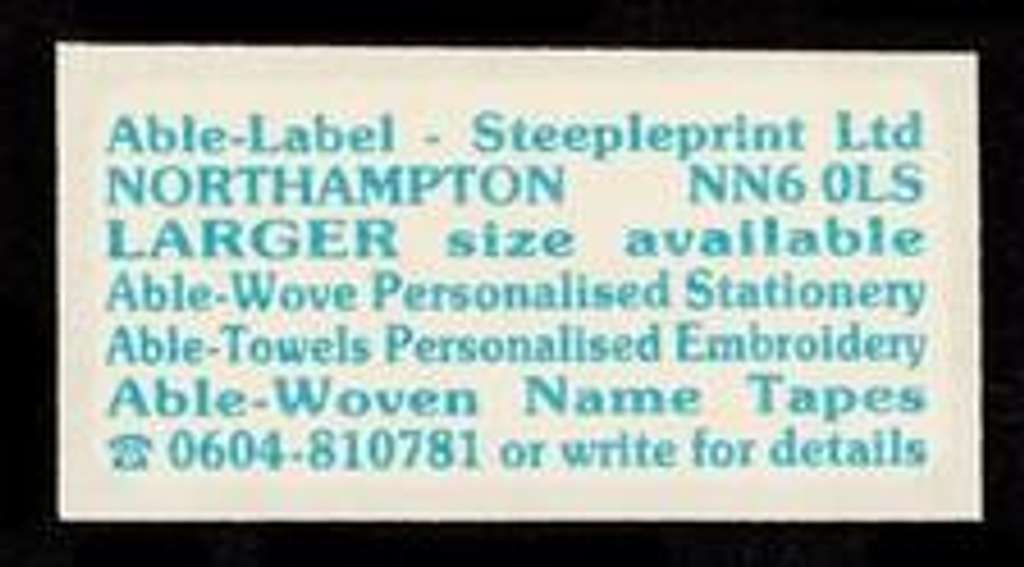 Able-Label - Steepleprint Ltd
NORTHAMPTON NN6 0LS
LARGER size available
Able-Wove Personalised Stationery
Able-Towels Personalised Embroidery
Able-Woven Name Tapes
☎ 0604-810781 or write for details